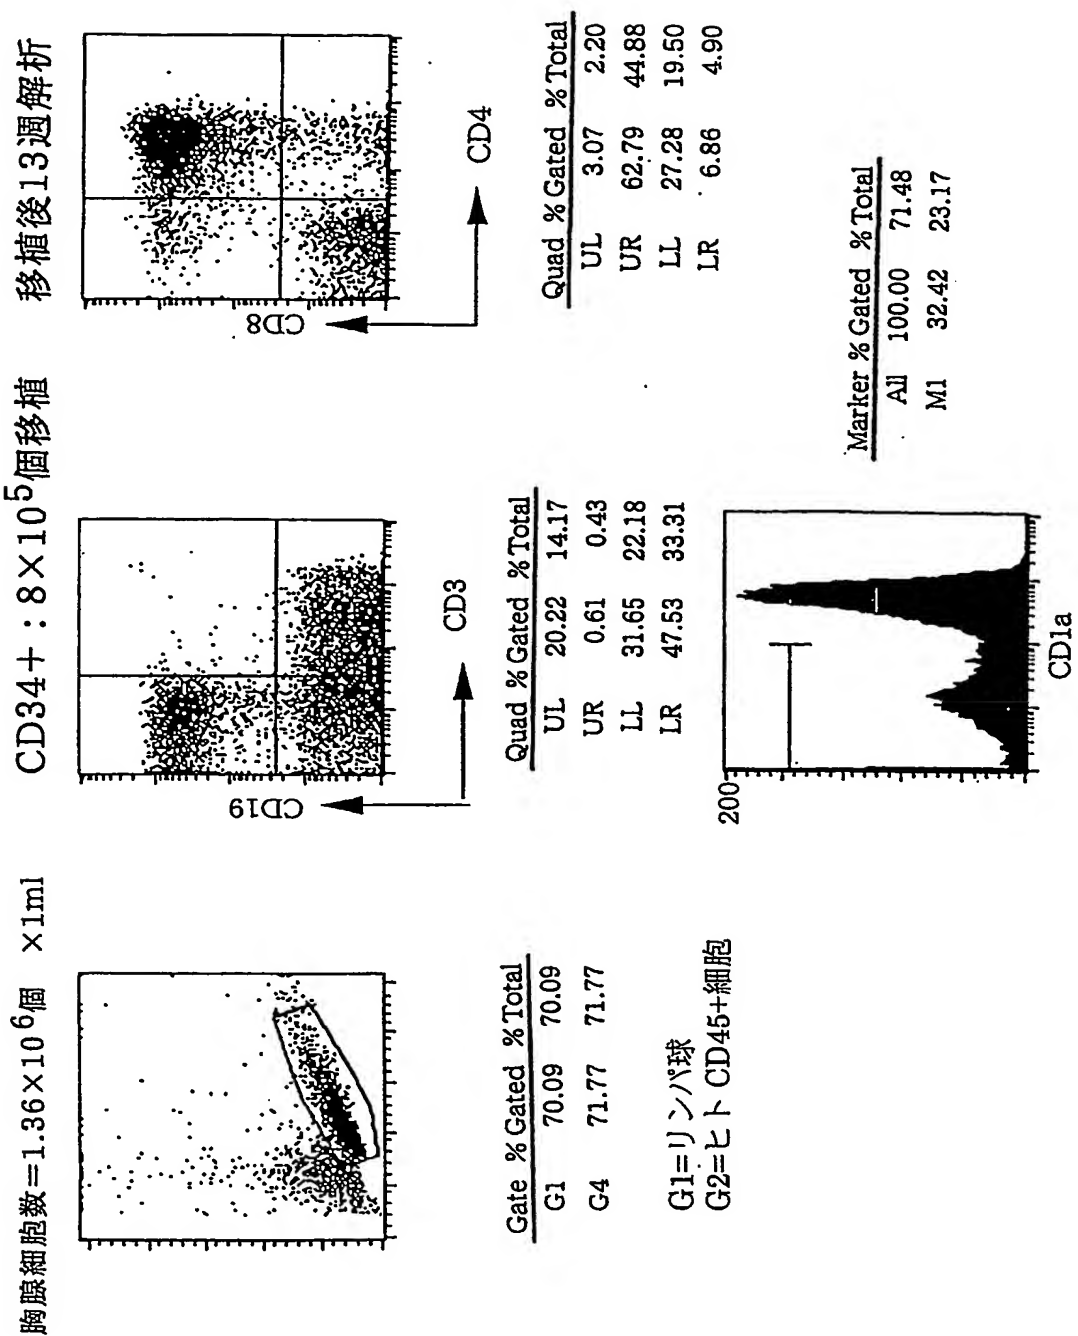 胸腺細胞数=1.36×10⁶個 ×1ml
CD34+:8×10⁵個移植
移植後13週解析
CD19
CD3
CD8
CD4
Gate % Gated % Total
G1 70.09 70.09
G4 71.77 71.77
G1=リンパ球
G2=ヒト CD45+細胞
Quad % Gated % Total
UL 20.22 14.17
UR 0.61 0.43
LL 31.65 22.18
LR 47.53 33.31
Quad % Gated % Total
UL 3.07 2.20
UR 62.79 44.88
LL 27.28 19.50
LR 6.86 4.90
200
CD1a
Marker % Gated % Total
All 100.00 71.48
M1 32.42 23.17